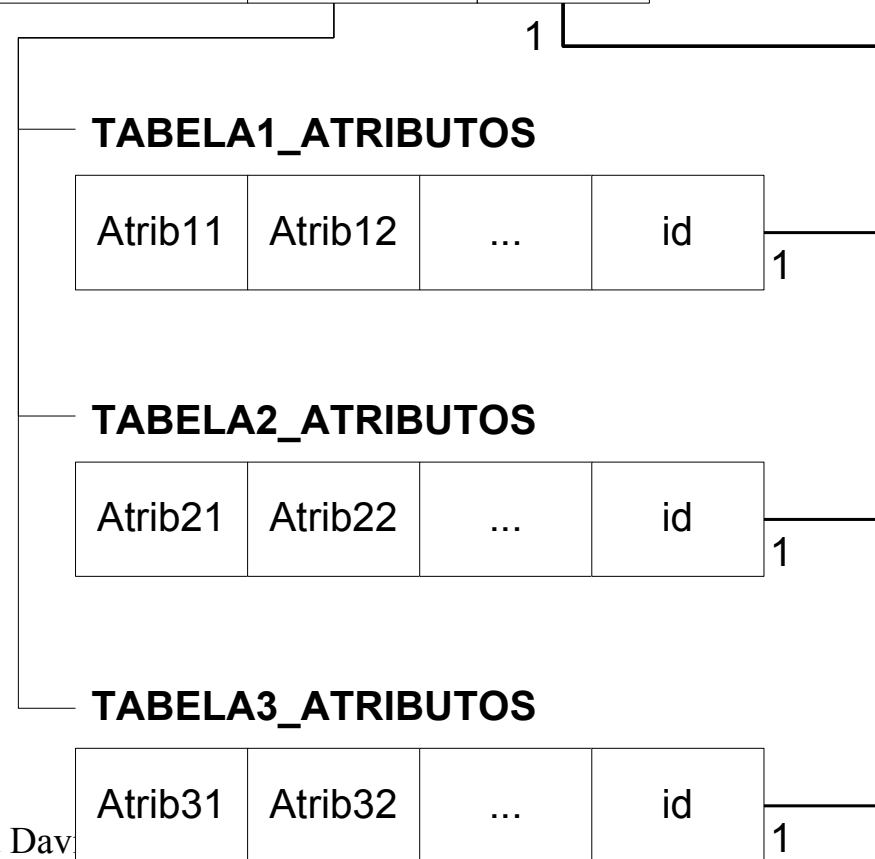 1
TABELA1_ATRIBUTOS
Atrib11 Atrib12 ... id
1
TABELA2_ATRIBUTOS
Atrib21 Atrib22 ... id
1
TABELA3_ATRIBUTOS
Atrib31 Atrib32 ... id
1